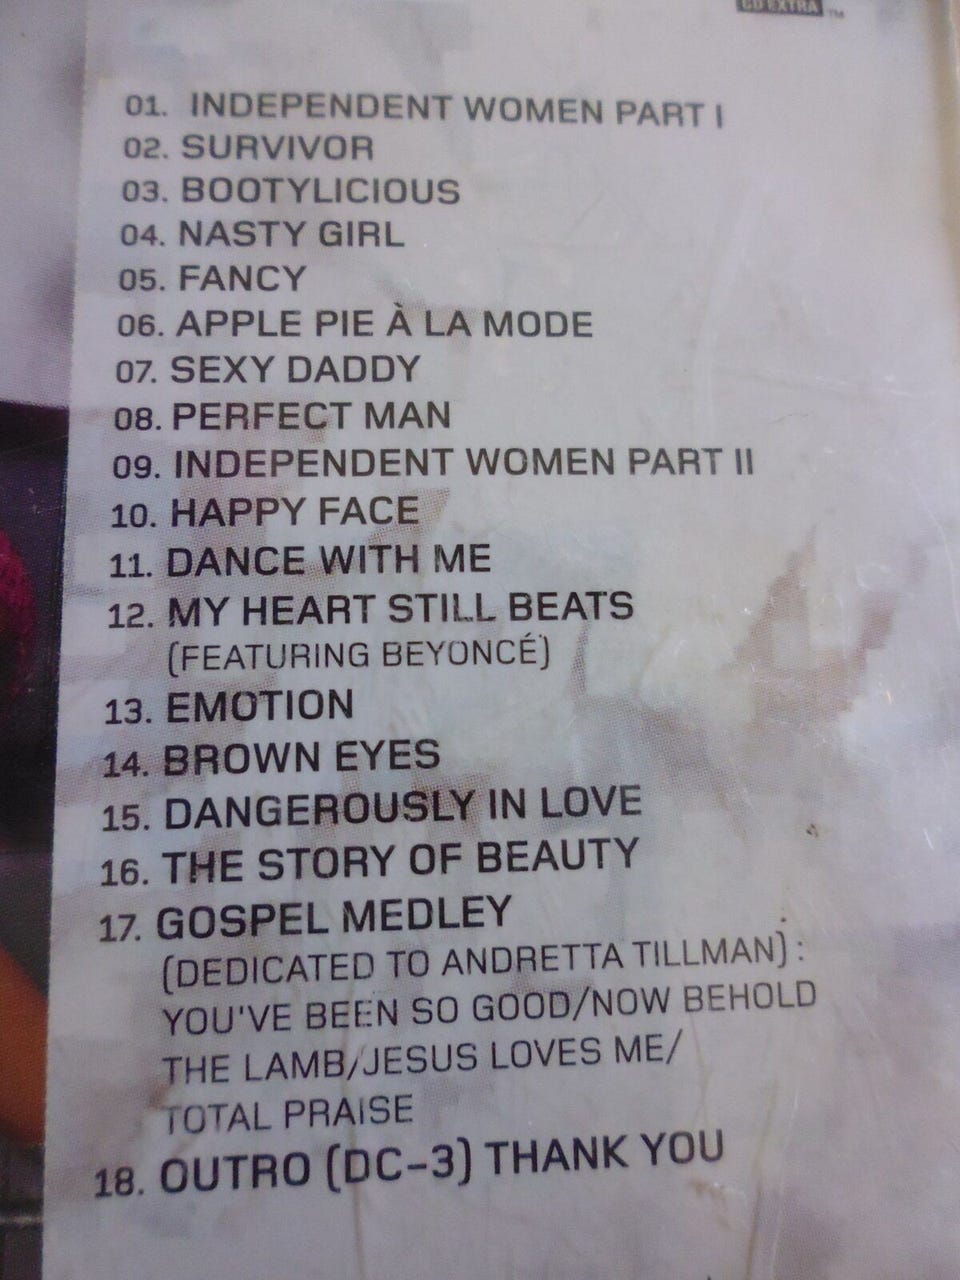 CD EXTRA TM
01. INDEPENDENT WOMEN PART I
02. SURVIVOR
03. BOOTYLICIOUS
04. NASTY GIRL
05. FANCY
06. APPLE PIE À LA MODE
07. SEXY DADDY
08. PERFECT MAN
09. INDEPENDENT WOMEN PART II
10. HAPPY FACE
11. DANCE WITH ME
12. MY HEART STILL BEATS
(FEATURING BEYONCÉ)
13. EMOTION
14. BROWN EYES
15. DANGEROUSLY IN LOVE
16. THE STORY OF BEAUTY
17. GOSPEL MEDLEY
(DEDICATED TO ANDRETTA TILLMAN):
YOU'VE BEEN SO GOOD/NOW BEHOLD
THE LAMB/JESUS LOVES ME/
TOTAL PRAISE
18. OUTRO (DC-3) THANK YOU